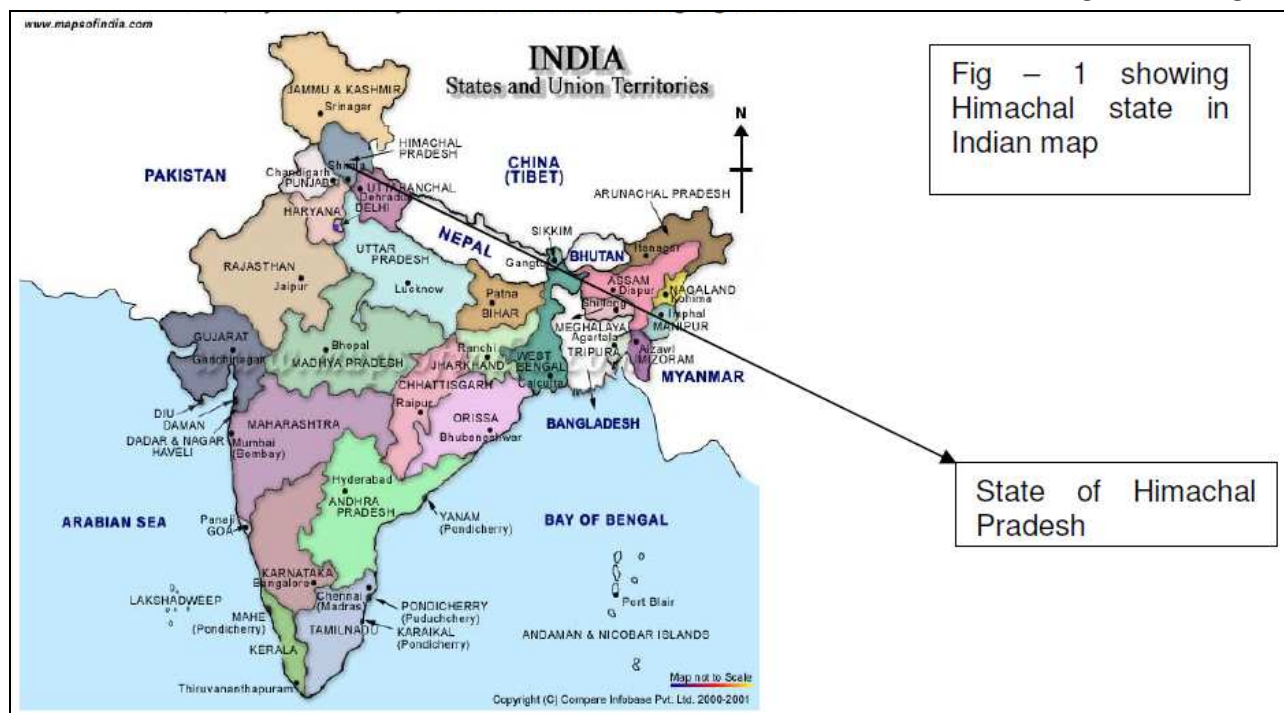 www.mapsofindia.com
INDIA
States and Union Territories
Fig – 1 showing
Himachal state in
Indian map
JAMMU & KASHMIR
Srinagar
N
HIMACHAL
PRADESH
Shimla
CHINA
(TIBET)
PAKISTAN
Chandigarh
PUNJAB
UTTARANCHAL
Dehradun
ARUNACHAL PRADESH
HARYANA
DELHI
SIKKIM
NEPAL
BHUTAN
Itanagar
UTTAR
PRADESH
Gangtok
RAJASTHAN
ASSAM
Dispur
NAGALAND
Kohima
Jaipur
Lucknow
Patna
BIHAR
Shillong
Imphal
MANIPUR
MEGHALAYA
Agartala
TRIPURA
GUJARAT
Gandhinagar
Bhopal
MADHYA PRADESH
Ranchi
JHARKHAND
WEST
BENGAL
Calcutta
Aizawl
MIZORAM
MYANMAR
CHHATTISGARH
Raipur
DIU
DAMAN
DADAR & NAGAR
HAVELI
MAHARASHTRA
Mumbai
(Bombay)
ORISSA
Bhubaneshwar
BANGLADESH
State of Himachal
Pradesh
Hyderabad
ANDHRA
PRADESH
ARABIAN SEA
Panaji
GOA
YANAM
(Pondicherry)
BAY OF BENGAL
KARNATAKA
Bangalore
LAKSHADWEEP
Chennai
(Madras)
MAHE
(Pondicherry)
PONDICHERRY
(Puduchchery)
Port Blair
TAMILNADU
KARAIKAL
(Pondicherry)
ANDAMAN & NICOBAR ISLANDS
KERALA
Thiruvananthapuram
Map not to Scale
Copyright (C) Compare Infobase Pvt. Ltd. 2000-2001